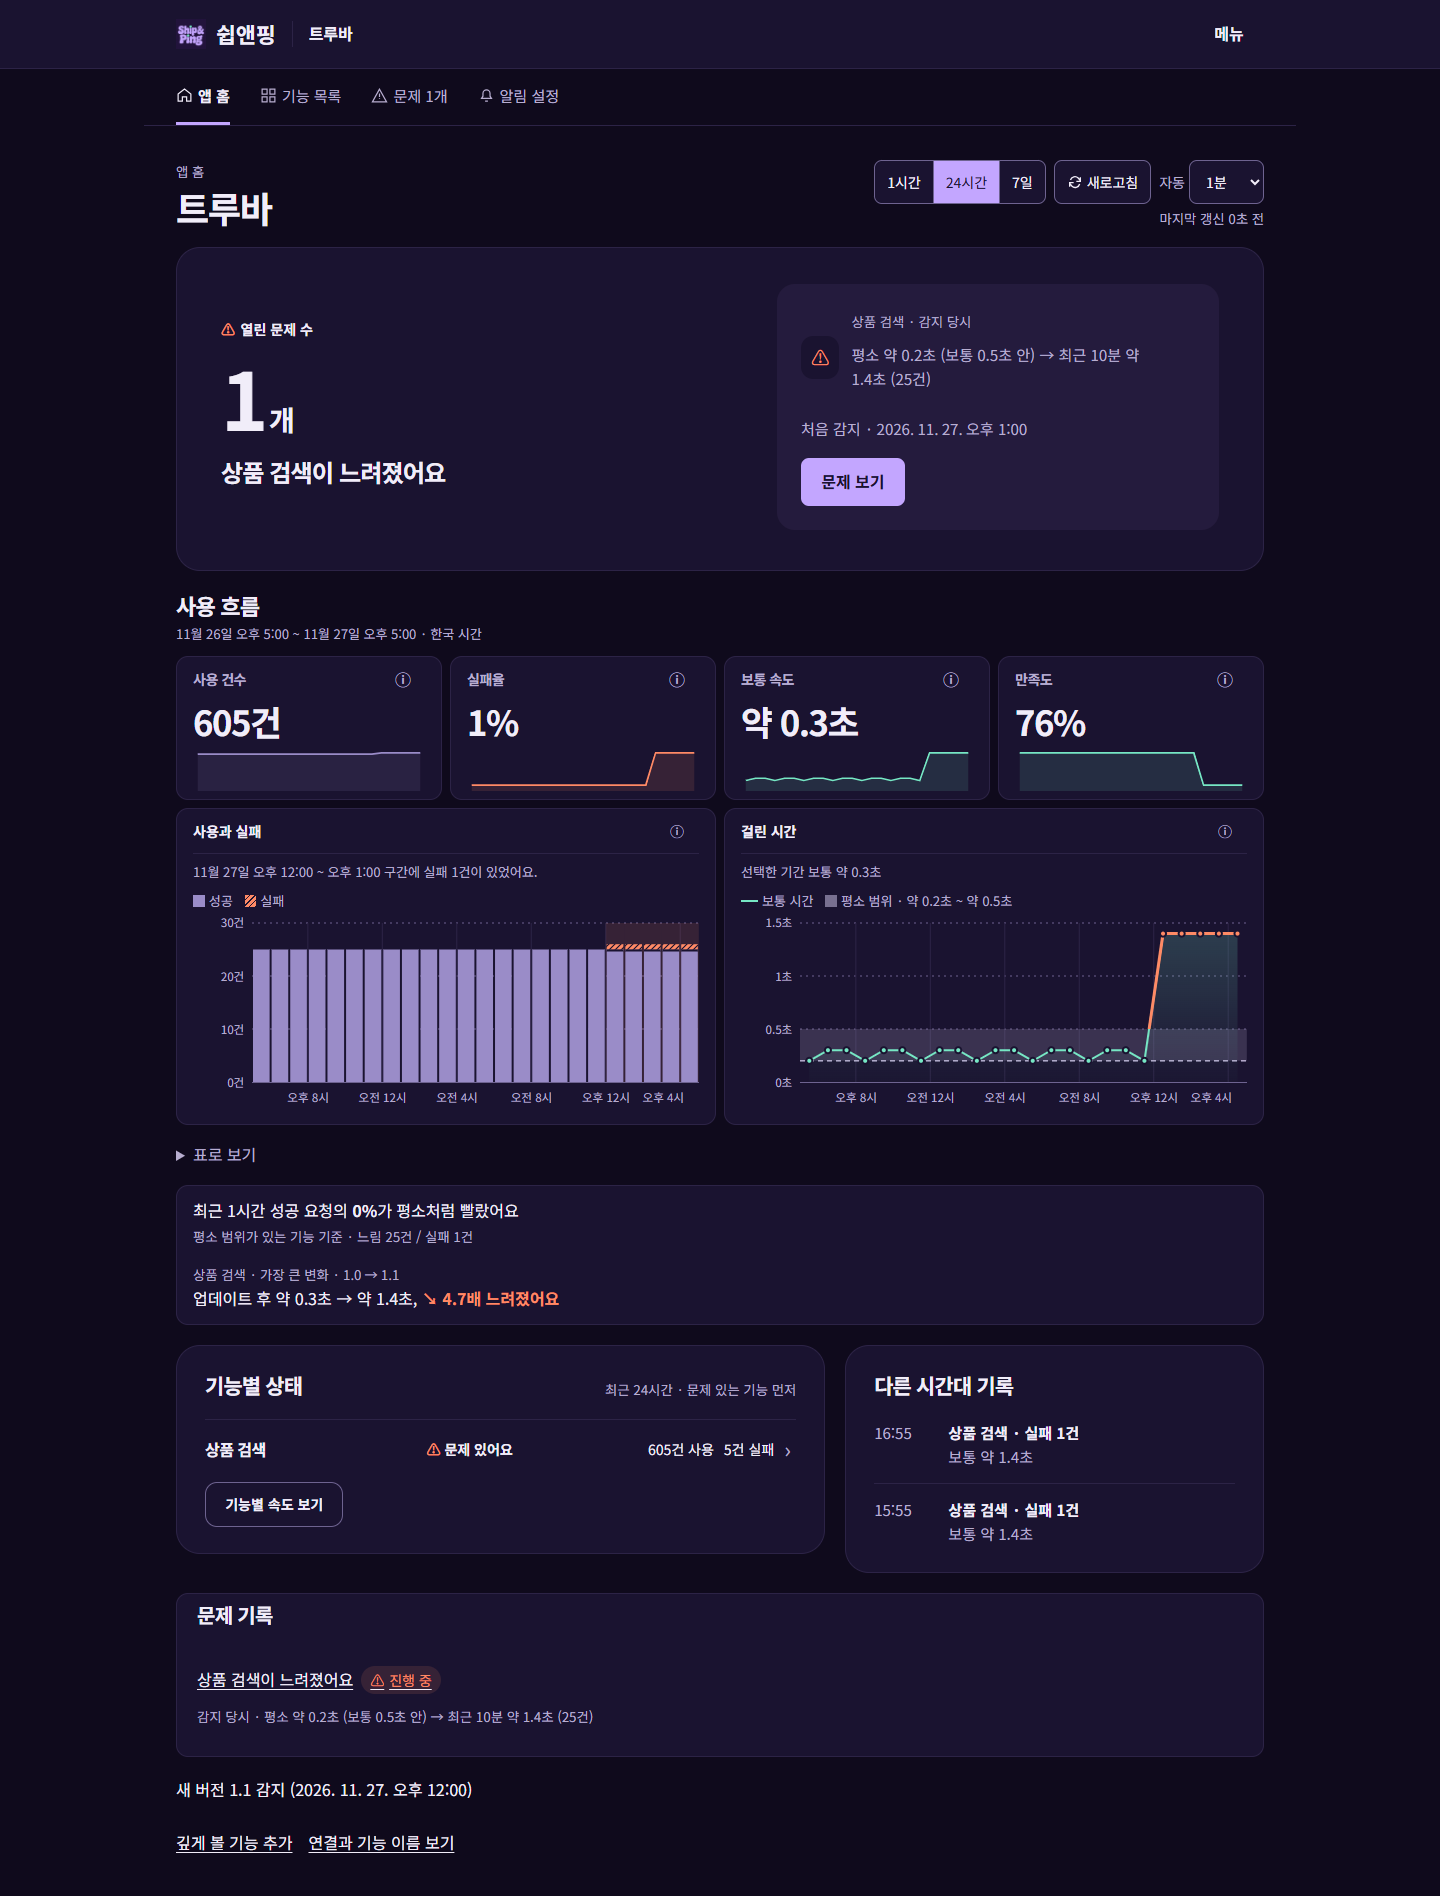 Ship& Ping 쉽앤핑 트루바 메뉴
앱 홈 기능 목록 문제 1개 알림 설정
앱 홈
트루바
1시간 24시간 7일 새로고침 자동 1분
마지막 갱신 0초 전
열린 문제 수
1개
상품 검색이 느려졌어요
상품 검색 · 감지 당시
평소 약 0.2초 (보통 0.5초 안) → 최근 10분 약
1.4초 (25건)
처음 감지 · 2026. 11. 27. 오후 1:00
문제 보기
사용 흐름
11월 26일 오후 5:00 ~ 11월 27일 오후 5:00 · 한국 시간
사용 건수
605건
실패율
1%
보통 속도
약 0.3초
만족도
76%
사용과 실패
11월 27일 오후 12:00 ~ 오후 1:00 구간에 실패 1건이 있었어요.
성공 실패
30건
20건
10건
0건
오후 8시 오전 12시 오전 4시 오전 8시 오후 12시 오후 4시
걸린 시간
선택한 기간 보통 약 0.3초
보통 시간 평소 범위 · 약 0.2초 ~ 약 0.5초
1.5초
1초
0.5초
0초
오후 8시 오전 12시 오전 4시 오전 8시 오후 12시 오후 4시
▶ 표로 보기
최근 1시간 성공 요청의 0%가 평소처럼 빨랐어요
평소 범위가 있는 기능 기준 · 느림 25건 / 실패 1건
상품 검색 · 가장 큰 변화 · 1.0 → 1.1
업데이트 후 약 0.3초 → 약 1.4초, ↘ 4.7배 느려졌어요
기능별 상태
최근 24시간 · 문제 있는 기능 먼저
상품 검색 문제 있어요 605건 사용 5건 실패 ›
기능별 속도 보기
다른 시간대 기록
16:55 상품 검색 · 실패 1건
보통 약 1.4초
15:55 상품 검색 · 실패 1건
보통 약 1.4초
문제 기록
상품 검색이 느려졌어요 진행 중
감지 당시 · 평소 약 0.2초 (보통 0.5초 안) → 최근 10분 약 1.4초 (25건)
새 버전 1.1 감지 (2026. 11. 27. 오후 12:00)
깊게 볼 기능 추가 연결과 기능 이름 보기